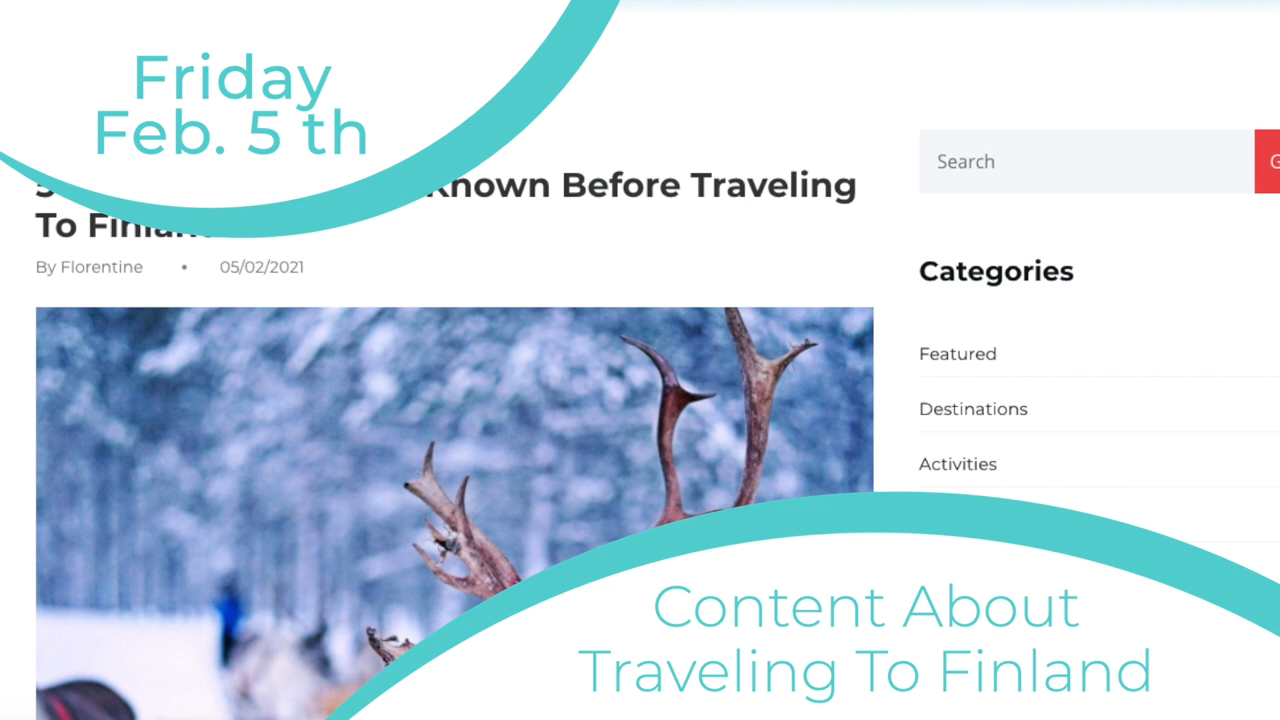 Friday
Feb. 5 th
Known Before Traveling
To Finland
By Florentine • 05/02/2021
Search
Categories
Featured
Destinations
Activities
Content About
Traveling To Finland